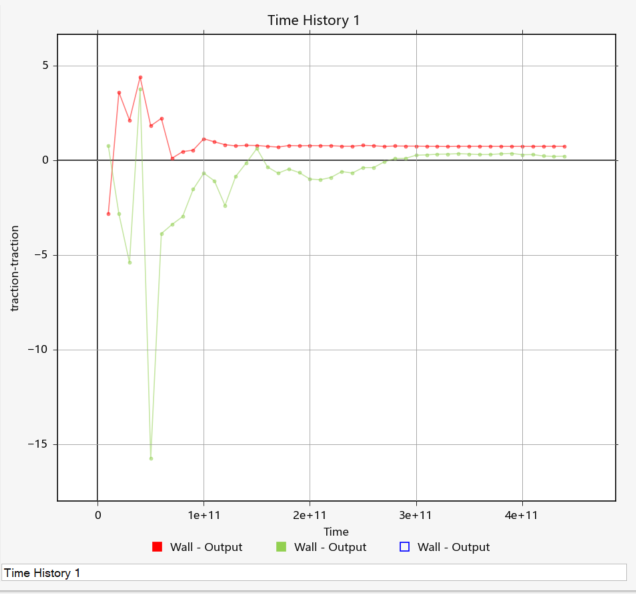 Time History 1
5
0
−5
−10
−15
traction-traction
0 1e+11 2e+11 3e+11 4e+11
Time
Wall - Output Wall - Output Wall - Output
Time History 1